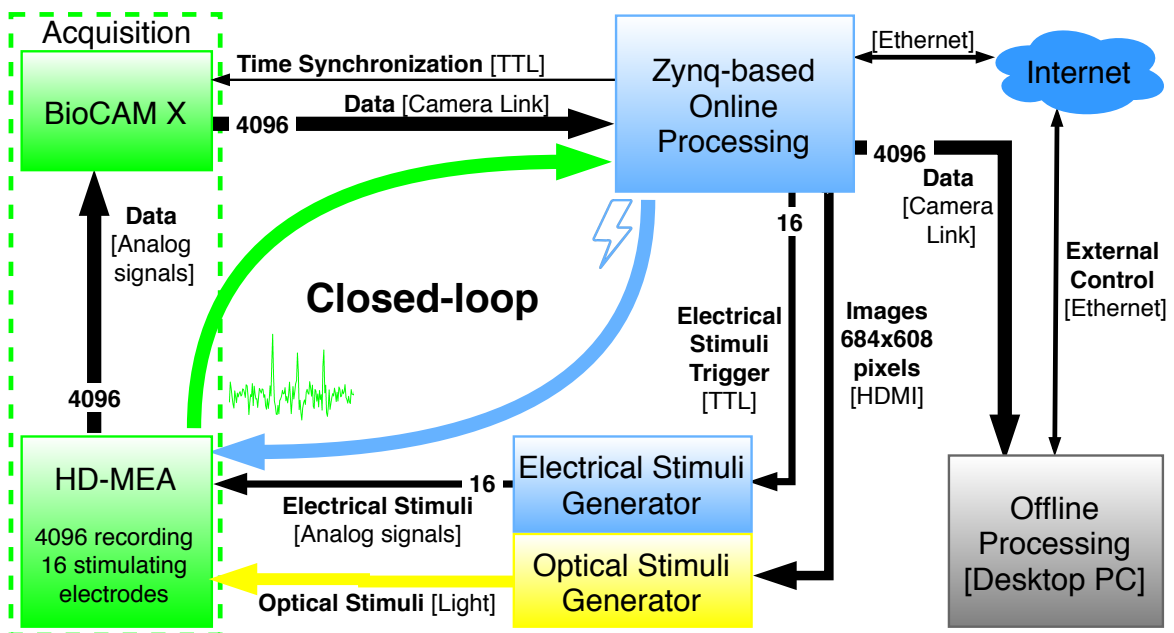 Acquisition
BioCAM X
Time Synchronization [TTL]
Data [Camera Link]
4096
Zynq-based
Online
Processing
[Ethernet]
Internet
4096
Data
[Camera
Link]
Data
[Analog
signals]
4096
Closed-loop
16
Electrical
Stimuli
Trigger
[TTL]
Images
684x608
pixels
[HDMI]
External
Control
[Ethernet]
HD-MEA
4096 recording
16 stimulating
electrodes
16
Electrical Stimuli
[Analog signals]
Optical Stimuli [Light]
Electrical Stimuli
Generator
Optical Stimuli
Generator
Offline
Processing
[Desktop PC]